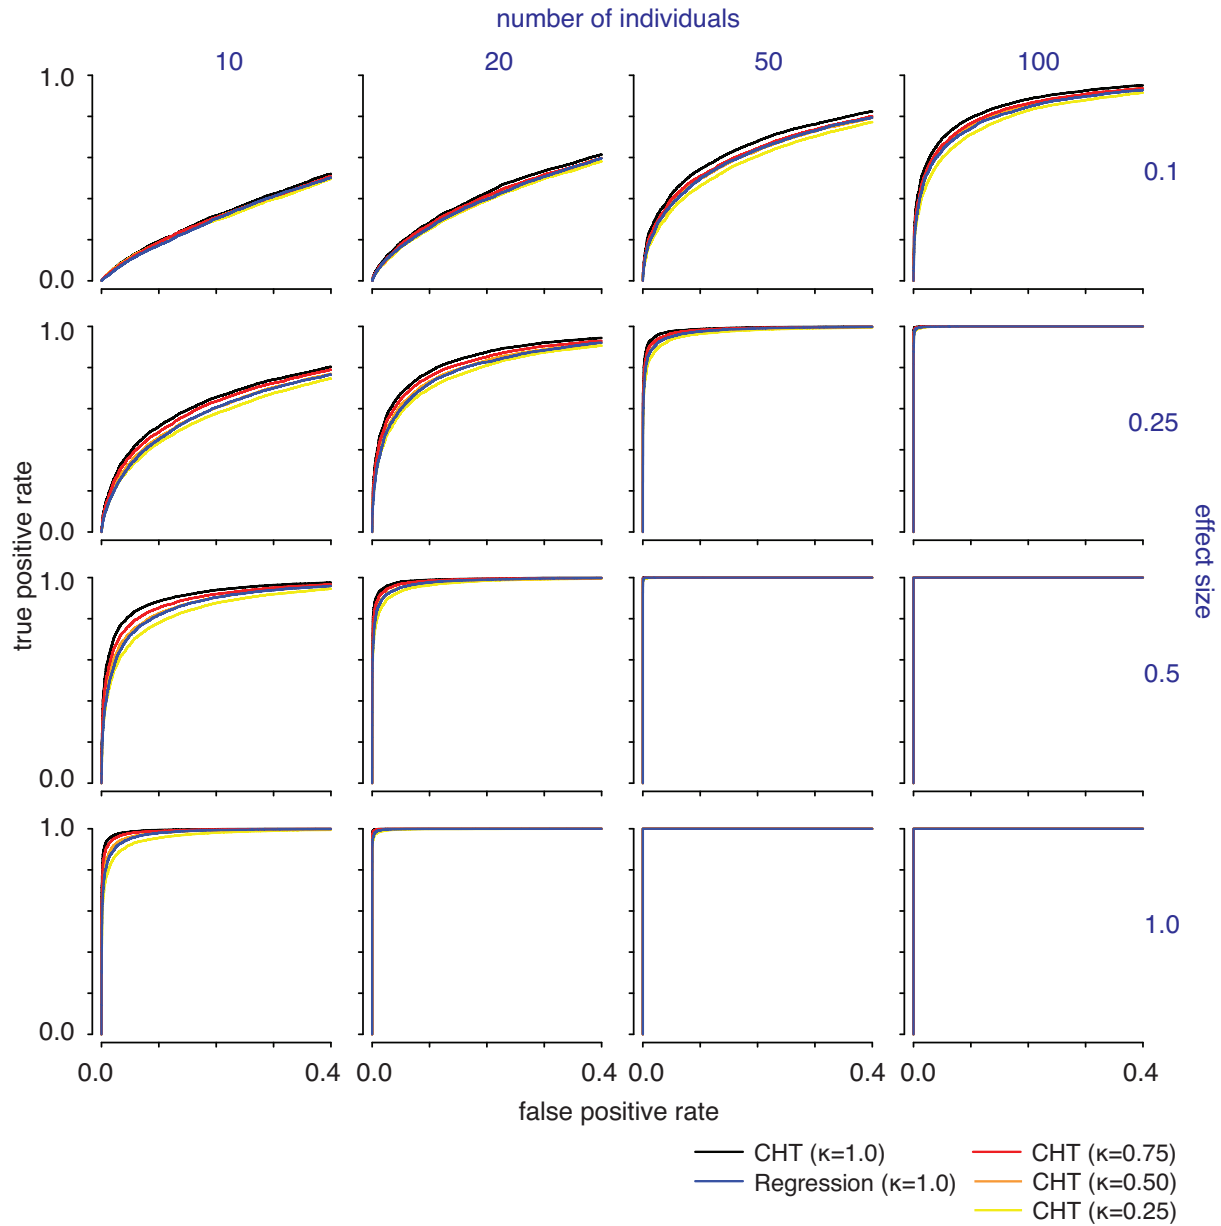 number of individuals
10 20 50 100
1.0
0.0
0.1
1.0
0.0
0.25
1.0
0.0
0.5
1.0
0.0
1.0
true positive rate
effect size
0.0 0.4 0.0 0.4 0.0 0.4 0.0 0.4
false positive rate
CHT (κ=1.0)
Regression (κ=1.0)
CHT (κ=0.75)
CHT (κ=0.50)
CHT (κ=0.25)